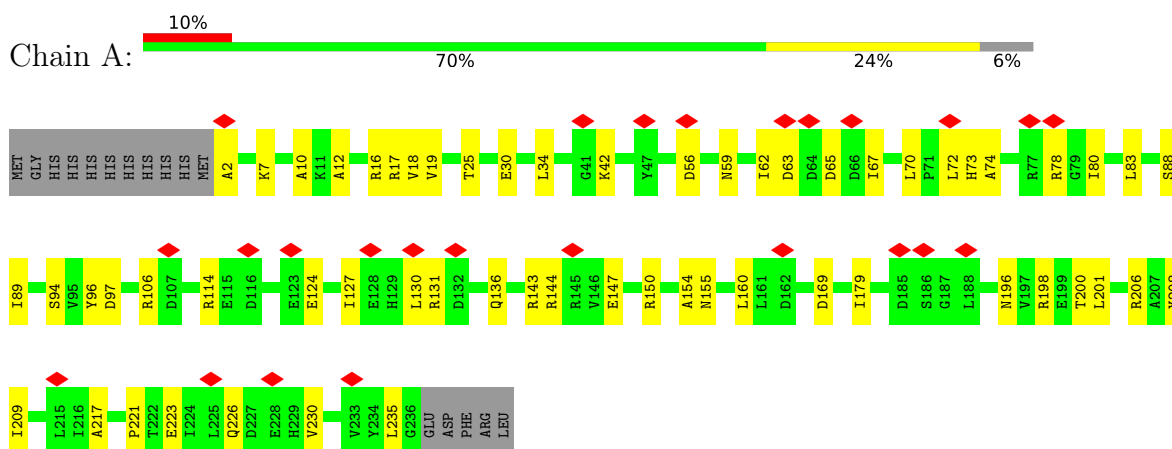 10%
Chain A:
70% 24% 6%
MET GLY HIS HIS HIS HIS HIS HIS HIS HIS MET A2 K7 A10 K11 A12 R16 R17 V18 V19 T25 E30 L34 G41 K42 Y47 D56 N59 I62 D63 D64 D65 D66 I67 L70 P71 L72 H73 A74 R77 R78 G79 I80 L83 S88
I89 S94 V95 Y96 D97 R106 D107 R114 E115 D116 E123 E124 I127 E128 H129 L130 R131 D132 Q136 R143 R144 R145 V146 E147 R150 A154 N155 L160 L161 D162 D169 I179 D185 S186 G187 L188 N196 V197 R198 E199 T200 L201 R206 A207
I209 L215 I216 A217 P221 T222 E223 I224 L225 Q226 D227 E228 H229 V230 V233 Y234 L235 G236 GLU ASP PHE ARG LEU